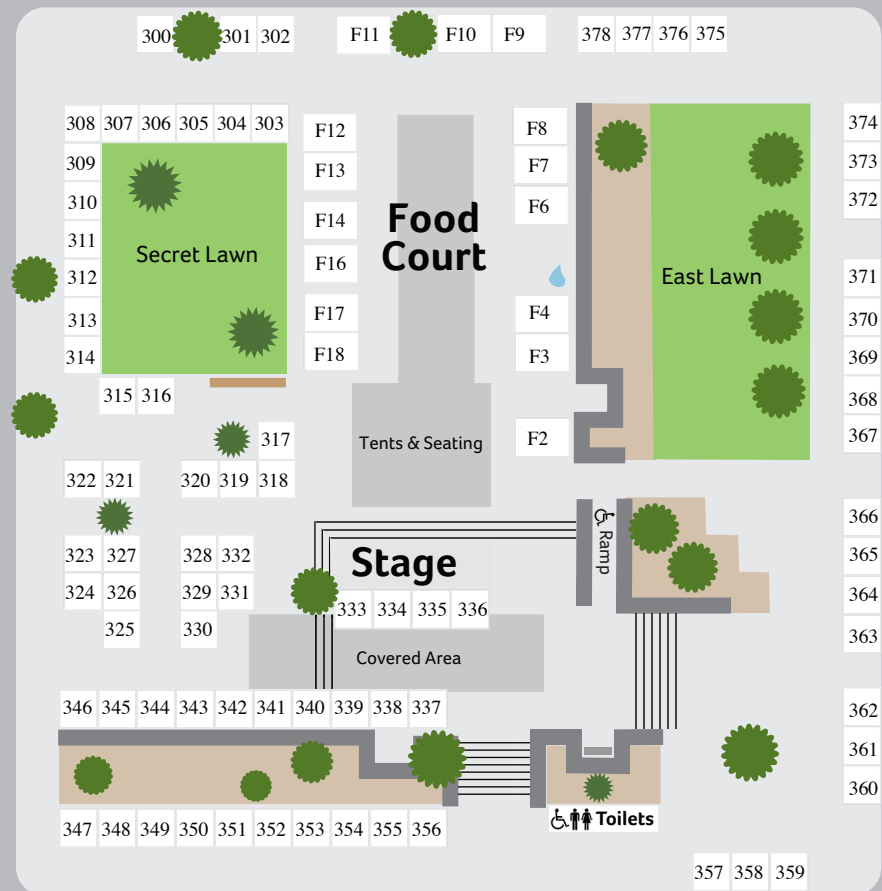 300 301 302 F11 F10 F9 378 377 376 375
308 307 306 305 304 303
F12
F8
374
309
F13
F7
373
310
F14
F6
372
Food
Court
311
Secret Lawn
F16
312
East Lawn
371
313
F17
F4
370
314
F18
F3
369
315 316
368
317
Tents & Seating
F2
367
322 321 320 319 318
366
Ramp
323 327 328 332
Stage
365
324 326 329 331
333 334 335 336
364
325 330
363
Covered Area
346 345 344 343 342 341 340 339 338 337
362
361
360
347 348 349 350 351 352 353 354 355 356
Toilets
357 358 359